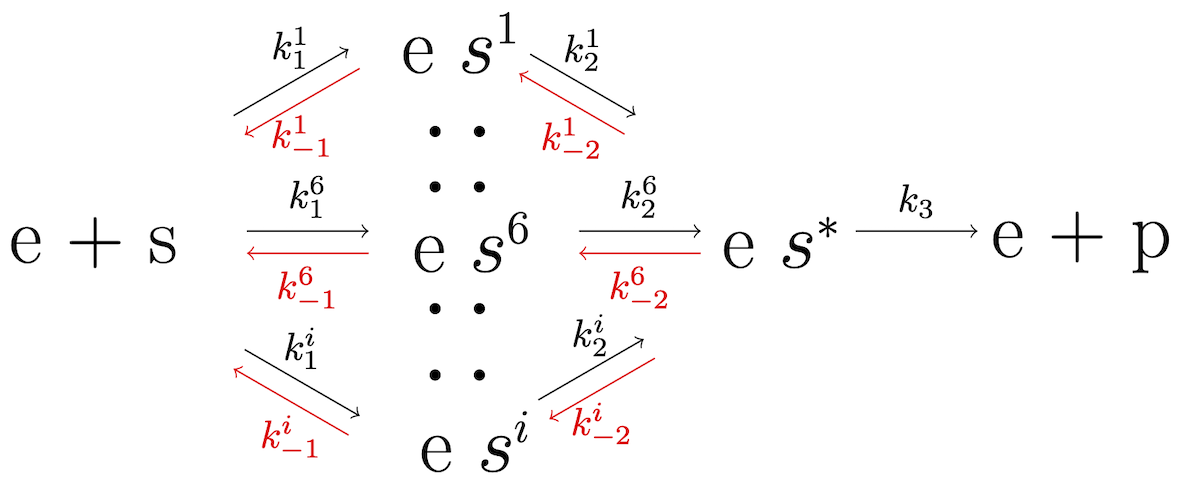 k_1^1 e s^1 k_2^1
k_{-1}^1 k_{-2}^1
k_1^6 k_2^6 k_3
e + s e s^6 e s^* e + p
k_{-1}^6 k_{-2}^6
k_1^i k_2^i
k_{-1}^i k_{-2}^i
e s^i